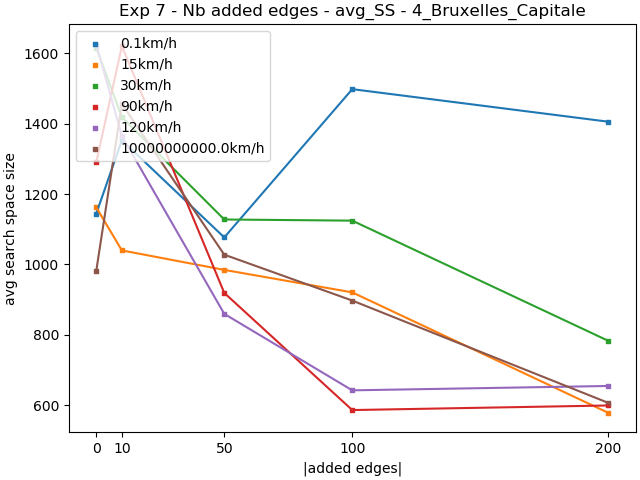 Exp 7 - Nb added edges - avg_SS - 4_Bruxelles_Capitale
0.1km/h
15km/h
30km/h
90km/h
120km/h
10000000000.0km/h
1600
1400
1200
1000
800
600
avg search space size
0 10 50 100 200
|added edges|